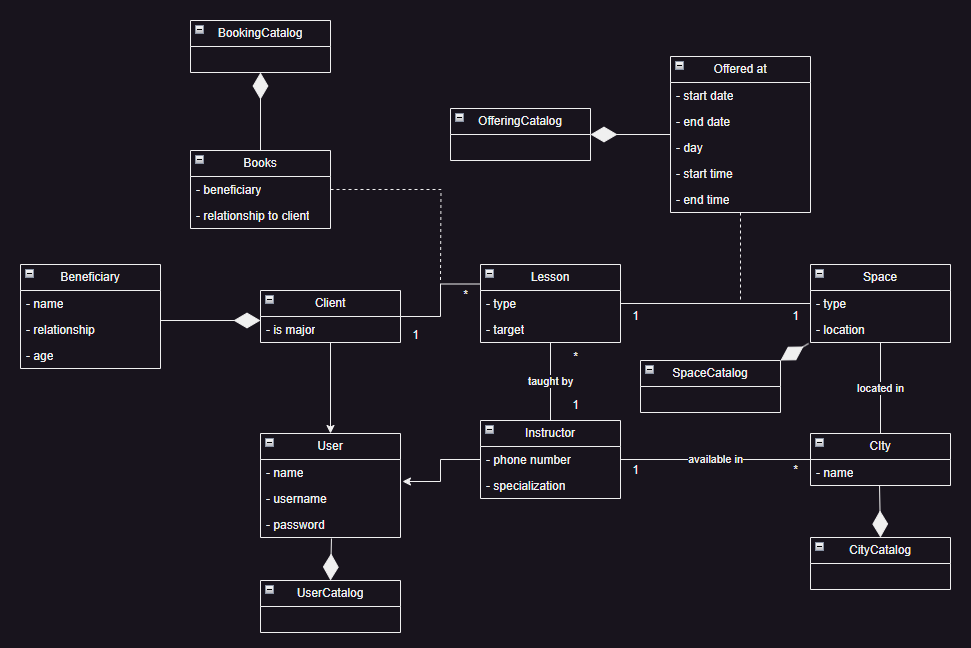 BookingCatalog
Offered at
- start date
- end date
- day
- start time
- end time
OfferingCatalog
Books
- beneficiary
- relationship to client
Beneficiary
- name
- relationship
- age
Client
- is major
1
*
Lesson
- type
- target
1
1
Space
- type
- location
*
taught by
1
SpaceCatalog
located in
User
- name
- username
- password
Instructor
- phone number
- specialization
1
available in
*
CIty
- name
CityCatalog
UserCatalog